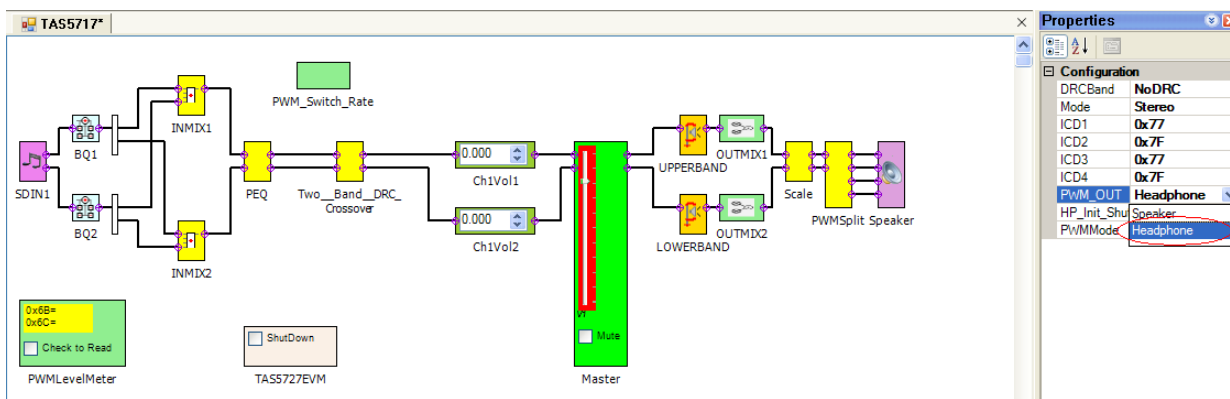 TAS5717*
Properties
PWM_Switch_Rate
INMIX1
BQ1
SDIN1
BQ2
INMIX2
PEQ
Two__Band__DRC_
Crossover
0.000
Ch1Vol1
0.000
Ch1Vol2
Mute
Master
UPPERBAND
OUTMIX1
LOWERBAND
OUTMIX2
Scale
PWMSplit
Speaker
0x6B=
0x6C=
Check to Read
PWMLevelMeter
ShutDown
TAS5727EVM
Configuration
DRCBand NoDRC
Mode Stereo
ICD1 0x77
ICD2 0x7F
ICD3 0x77
ICD4 0x7F
PWM_OUT Headphone
HP_Init_Shu Speaker
PWMMode Headphone